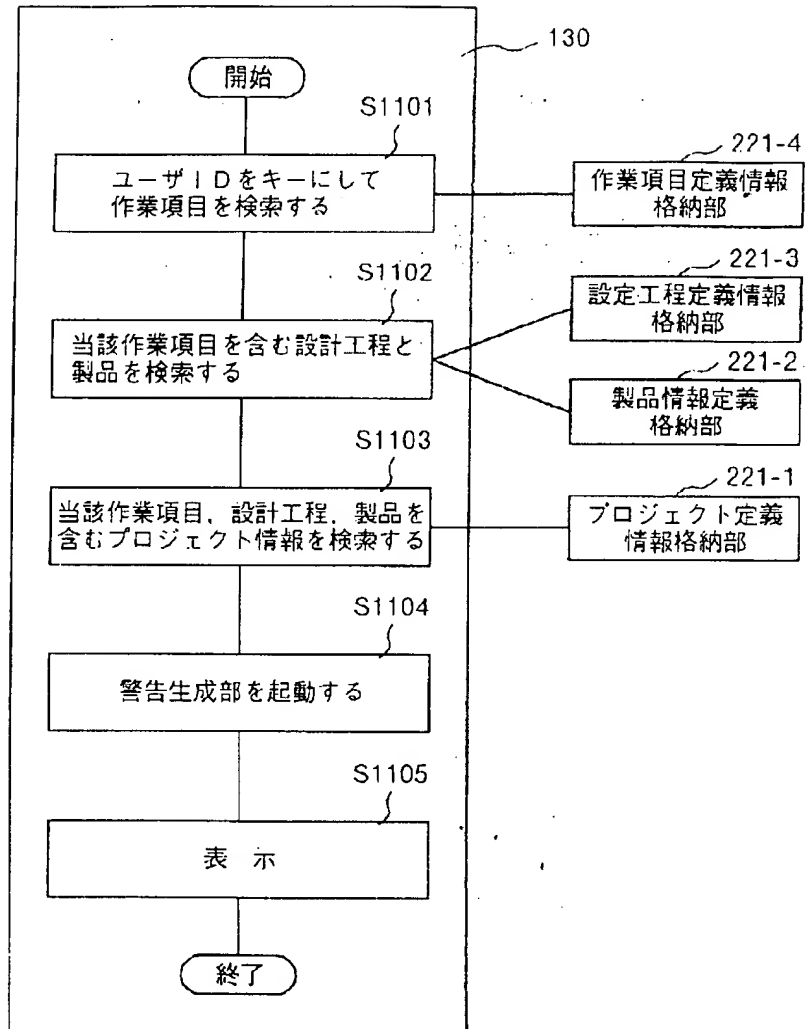 130
開始
S1101
ユーザIDをキーにして
作業項目を検索する
221-4
作業項目定義情報
格納部
S1102
当該作業項目を含む設計工程と
製品を検索する
221-3
設定工程定義情報
格納部
221-2
製品情報定義
格納部
S1103
当該作業項目,設計工程,製品を
含むプロジェクト情報を検索する
221-1
プロジェクト定義
情報格納部
S1104
警告生成部を起動する
S1105
表 示
終了